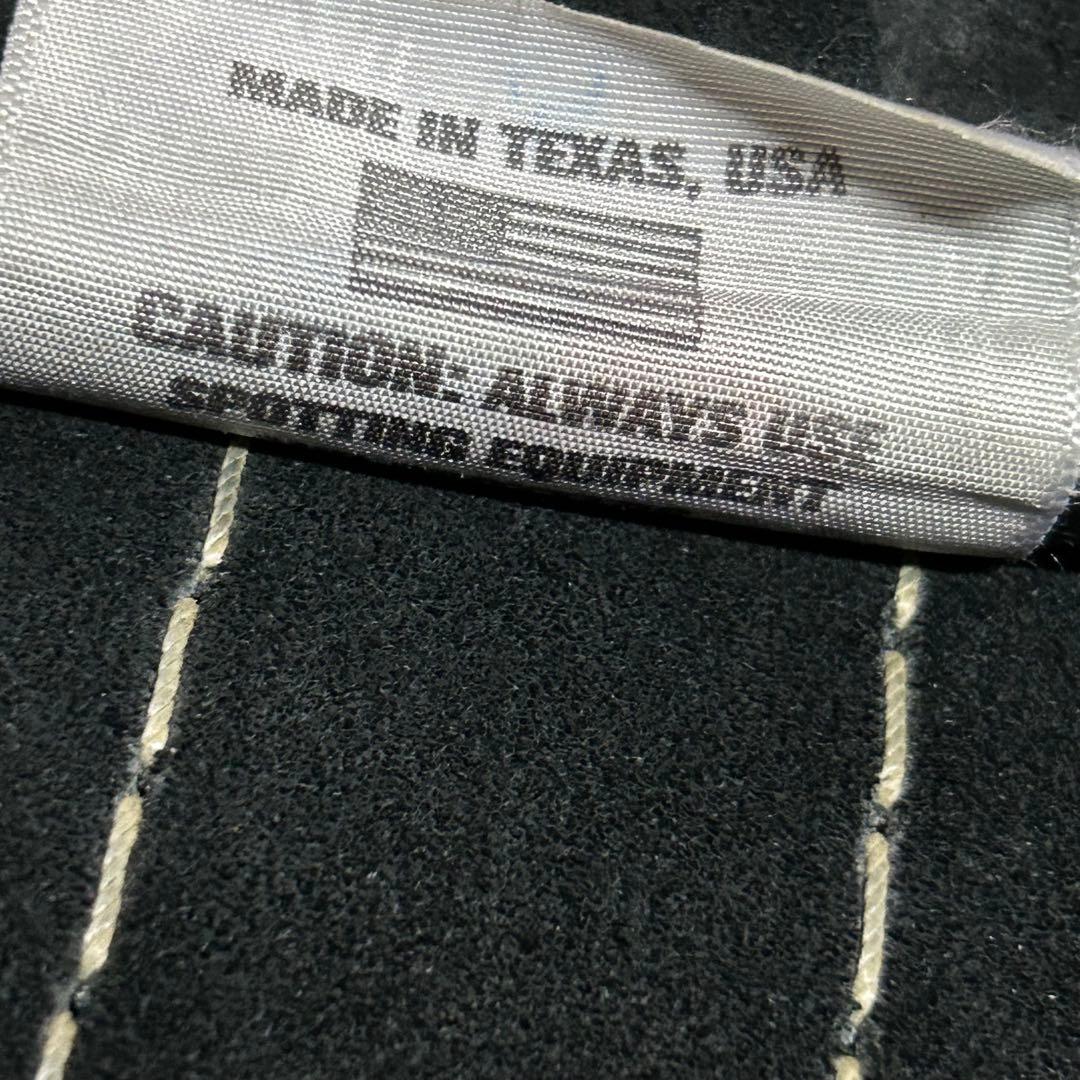 MADE IN TEXAS, USA
CAUTION: ALWAYS USE
SPOTTING EQUIPMENT